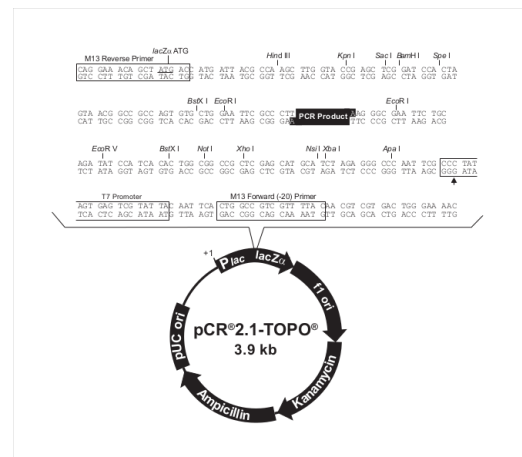 lacZα ATG
M13 Reverse Primer Hind III Kpn I Sac I BamH I Spe I
CAG GAA ACA GCT ATG ACC ATG ATT ACG CCA AGC TTG GTA CCG AGC TCG GAT CCA CTA
GTC CTT TGT CGA TAC TGG TAC TAA TGC GGT TCG AAC CAT GGC TCG AGC CTA GGT GAT
BstX I EcoR I EcoR I
GTA ACG GCC GCC AGT GTG CTG GAA TTC GCC CTT PCR Product AAG GGC GAA TTC TGC
CAT TGC CGG CGG TCA CAC GAC CTT AAG CGG GAA TTC CCG CTT AAG ACG
EcoR V BstX I Not I Xho I Nsi I Xba I Apa I
AGA TAT CCA TCA CAC TGG CGG CCG CTC GAG CAT GCA TCT AGA GGG CCC AAT TCG CCC TAT
TCT ATA GGT AGT GTG ACC GCC GGC GAG CTC GTA CGT AGA TCT CCC GGG TTA AGC GGG ATA
T7 Promoter M13 Forward (-20) Primer
AGT GAG TCG TAT TAC AAT TCA CTG GCC GTC GTT TTA CAA CGT CGT GAC TGG GAA AAC
TCA CTC AGC ATA ATG TTA AGT GAC CGG CAG CAA AAT GTT GCA GCA CTG ACC CTT TTG
+1
Plac lacZα
f1 ori
pUC ori
pCR®2.1-TOPO®
3.9 kb
Kanamycin
Ampicillin